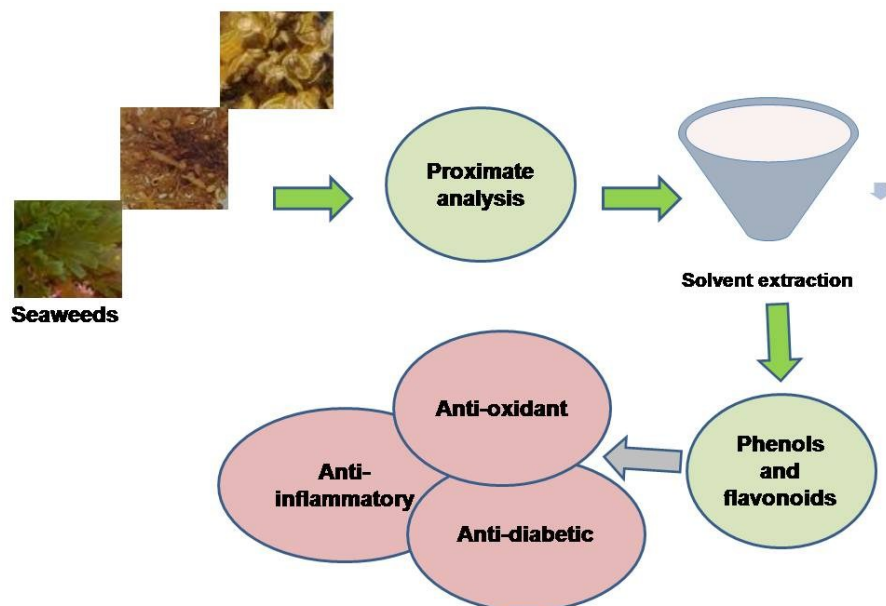 Proximate
analysis
Seaweeds
Solvent extraction
Anti-oxidant
Anti-
inflammatory
Anti-diabetic
Phenols
and
flavonoids